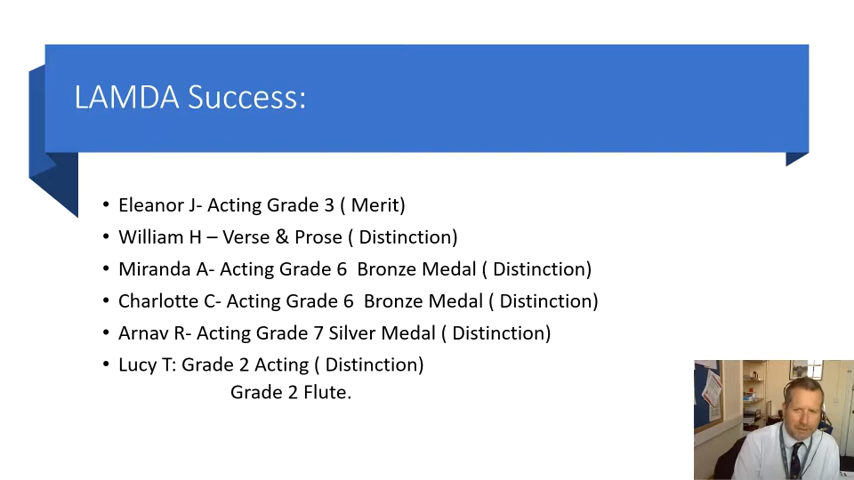 LAMDA Success:
• Eleanor J- Acting Grade 3 ( Merit)
• William H – Verse & Prose ( Distinction)
• Miranda A- Acting Grade 6  Bronze Medal ( Distinction)
• Charlotte C- Acting Grade 6  Bronze Medal ( Distinction)
• Arnav R- Acting Grade 7 Silver Medal ( Distinction)
• Lucy T: Grade 2 Acting ( Distinction)
Grade 2 Flute.